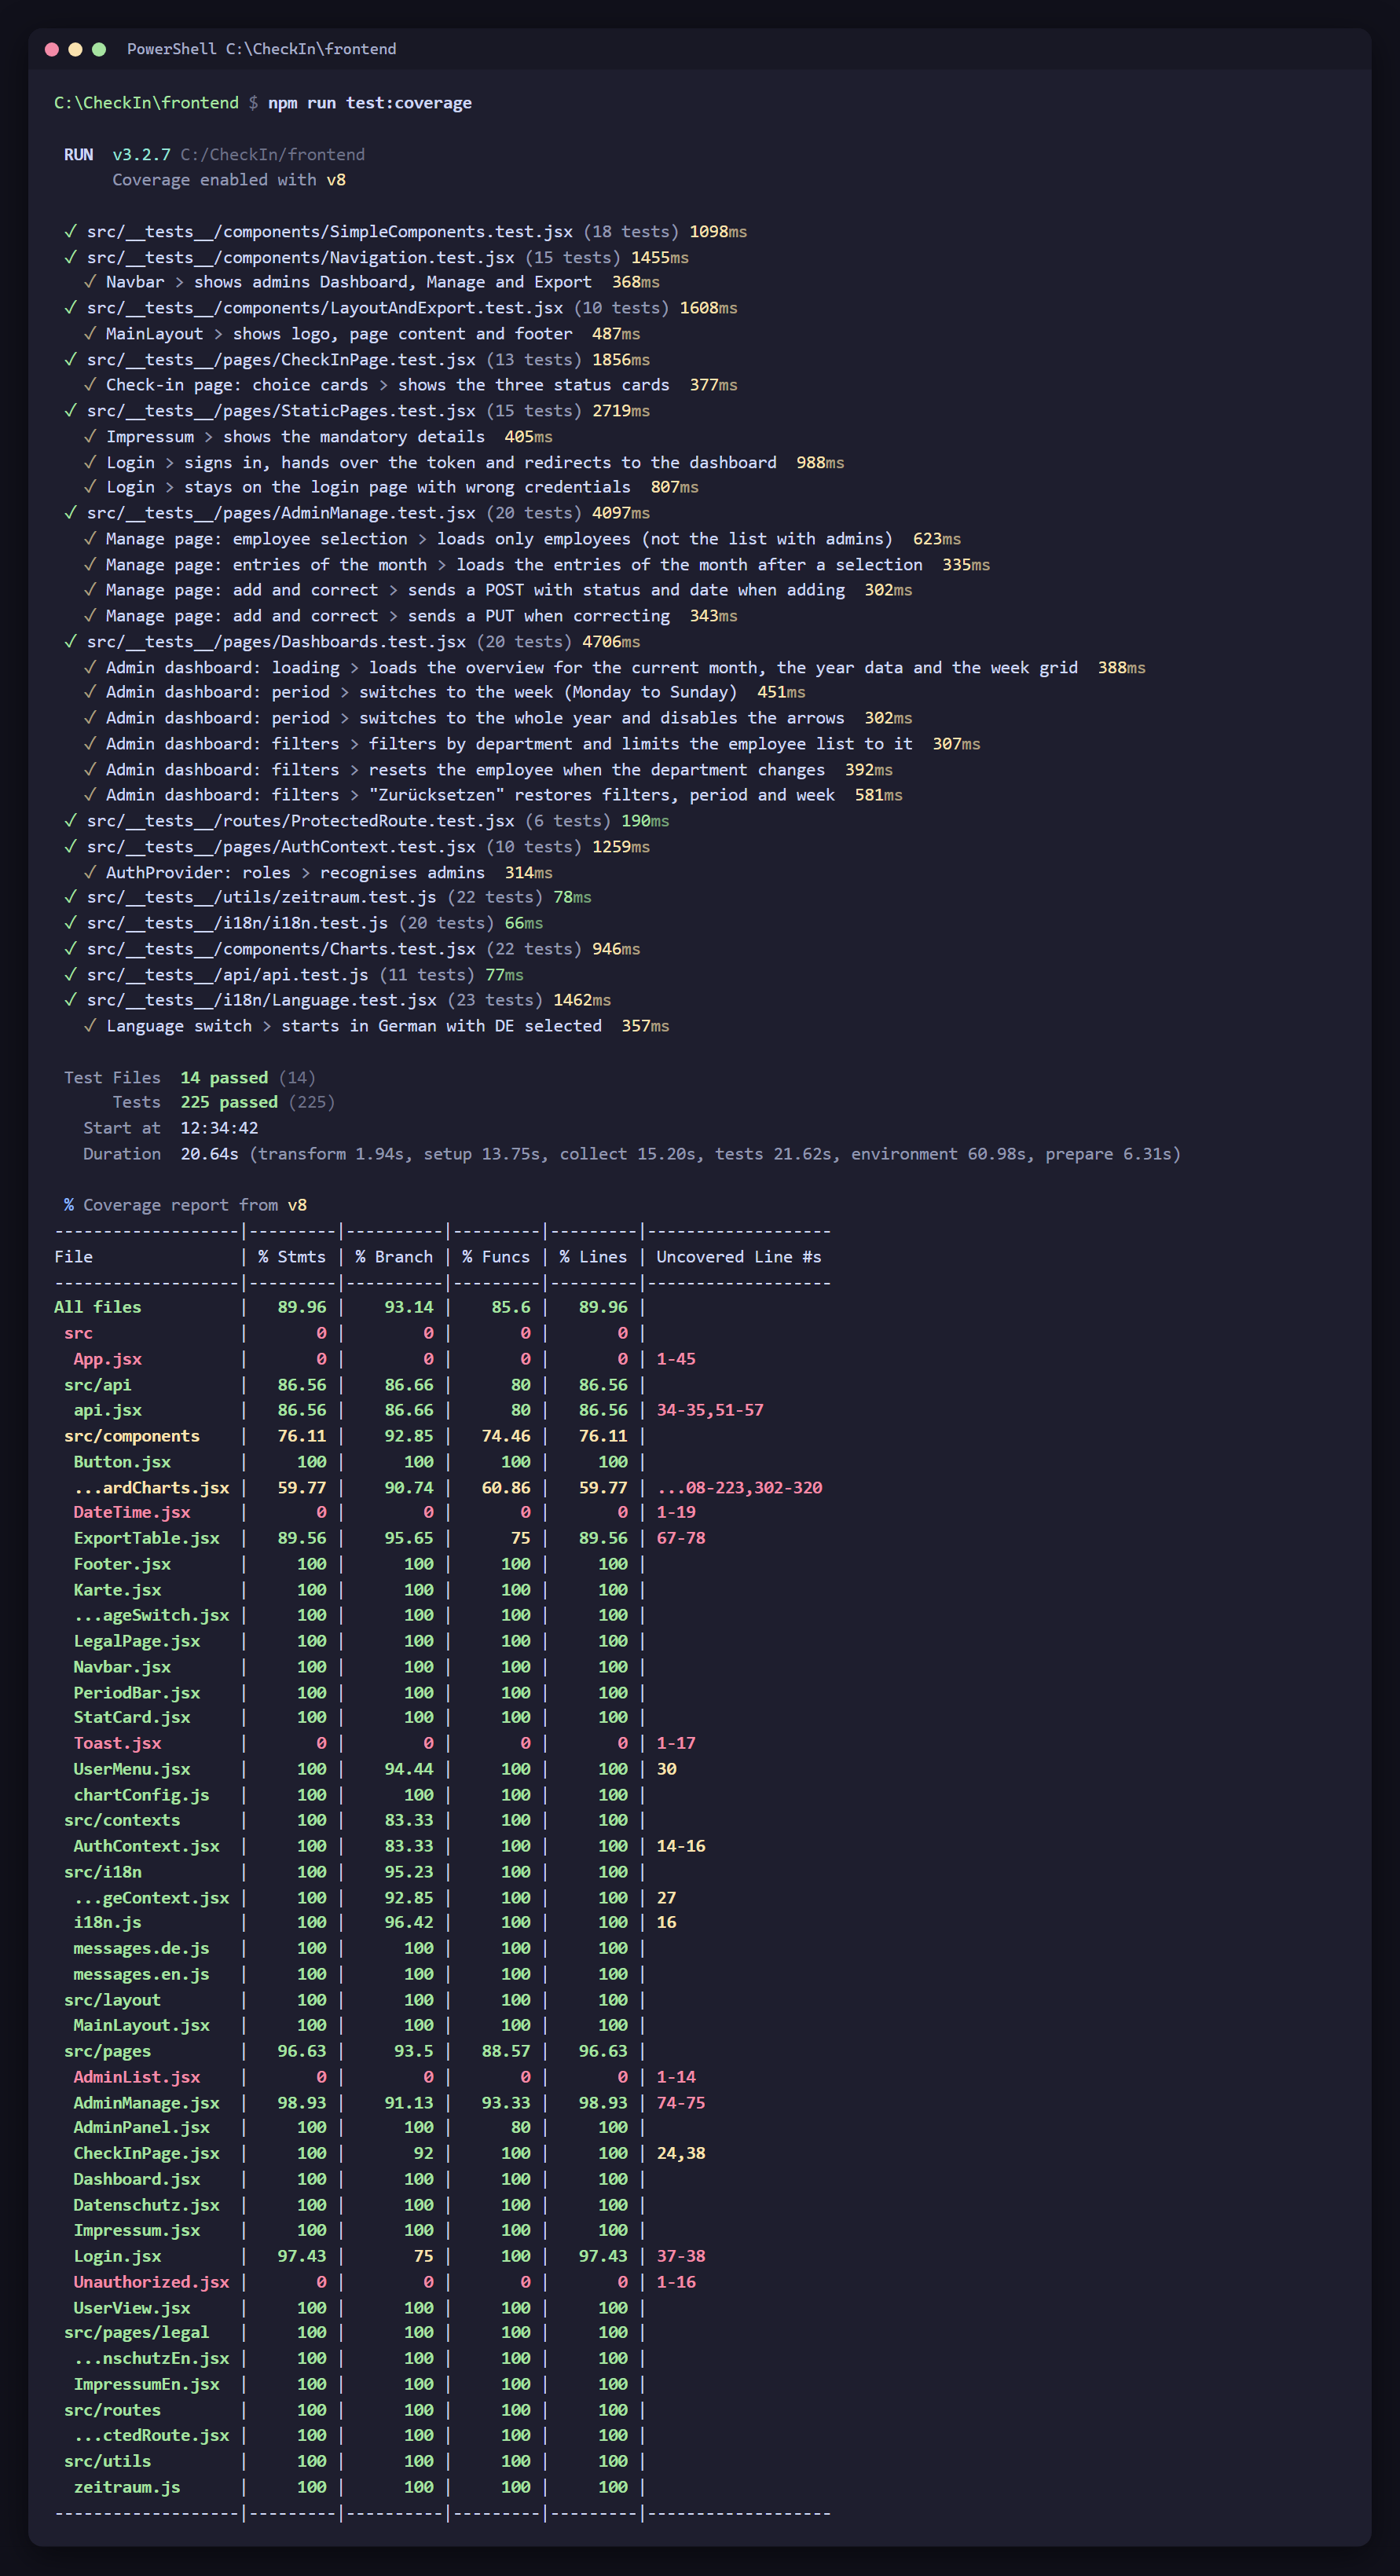 PowerShell C:\CheckIn\frontend
C:\CheckIn\frontend $ npm run test:coverage
RUN  v3.2.7 C:/CheckIn/frontend
Coverage enabled with v8
✓ src/__tests__/components/SimpleComponents.test.jsx (18 tests) 1098ms
✓ src/__tests__/components/Navigation.test.jsx (15 tests) 1455ms
✓ Navbar > shows admins Dashboard, Manage and Export  368ms
✓ src/__tests__/components/LayoutAndExport.test.jsx (10 tests) 1608ms
✓ MainLayout > shows logo, page content and footer  487ms
✓ src/__tests__/pages/CheckInPage.test.jsx (13 tests) 1856ms
✓ Check-in page: choice cards > shows the three status cards  377ms
✓ src/__tests__/pages/StaticPages.test.jsx (15 tests) 2719ms
✓ Impressum > shows the mandatory details  405ms
✓ Login > signs in, hands over the token and redirects to the dashboard  988ms
✓ Login > stays on the login page with wrong credentials  807ms
✓ src/__tests__/pages/AdminManage.test.jsx (20 tests) 4097ms
✓ Manage page: employee selection > loads only employees (not the list with admins)  623ms
✓ Manage page: entries of the month > loads the entries of the month after a selection  335ms
✓ Manage page: add and correct > sends a POST with status and date when adding  302ms
✓ Manage page: add and correct > sends a PUT when correcting  343ms
✓ src/__tests__/pages/Dashboards.test.jsx (20 tests) 4706ms
✓ Admin dashboard: loading > loads the overview for the current month, the year data and the week grid  388ms
✓ Admin dashboard: period > switches to the week (Monday to Sunday)  451ms
✓ Admin dashboard: period > switches to the whole year and disables the arrows  302ms
✓ Admin dashboard: filters > filters by department and limits the employee list to it  307ms
✓ Admin dashboard: filters > resets the employee when the department changes  392ms
✓ Admin dashboard: filters > "Zurücksetzen" restores filters, period and week  581ms
✓ src/__tests__/routes/ProtectedRoute.test.jsx (6 tests) 190ms
✓ src/__tests__/pages/AuthContext.test.jsx (10 tests) 1259ms
✓ AuthProvider: roles > recognises admins  314ms
✓ src/__tests__/utils/zeitraum.test.js (22 tests) 78ms
✓ src/__tests__/i18n/i18n.test.js (20 tests) 66ms
✓ src/__tests__/components/Charts.test.jsx (22 tests) 946ms
✓ src/__tests__/api/api.test.js (11 tests) 77ms
✓ src/__tests__/i18n/Language.test.jsx (23 tests) 1462ms
✓ Language switch > starts in German with DE selected  357ms
Test Files  14 passed (14)
Tests  225 passed (225)
Start at  12:34:42
Duration  20.64s (transform 1.94s, setup 13.75s, collect 15.20s, tests 21.62s, environment 60.98s, prepare 6.31s)
% Coverage report from v8
-------------------|---------|----------|---------|---------|-------------------
File               | % Stmts | % Branch | % Funcs | % Lines | Uncovered Line #s
-------------------|---------|----------|---------|---------|-------------------
All files          |   89.96 |    93.14 |    85.6 |   89.96 |
src               |       0 |        0 |       0 |       0 |
App.jsx          |       0 |        0 |       0 |       0 | 1-45
src/api           |   86.56 |    86.66 |      80 |   86.56 |
api.jsx          |   86.56 |    86.66 |      80 |   86.56 | 34-35,51-57
src/components    |   76.11 |    92.85 |   74.46 |   76.11 |
Button.jsx       |     100 |      100 |     100 |     100 |
...ardCharts.jsx |   59.77 |    90.74 |   60.86 |   59.77 | ...08-223,302-320
DateTime.jsx     |       0 |        0 |       0 |       0 | 1-19
ExportTable.jsx  |   89.56 |    95.65 |      75 |   89.56 | 67-78
Footer.jsx       |     100 |      100 |     100 |     100 |
Karte.jsx        |     100 |      100 |     100 |     100 |
...ageSwitch.jsx |     100 |      100 |     100 |     100 |
LegalPage.jsx    |     100 |      100 |     100 |     100 |
Navbar.jsx       |     100 |      100 |     100 |     100 |
PeriodBar.jsx    |     100 |      100 |     100 |     100 |
StatCard.jsx     |     100 |      100 |     100 |     100 |
Toast.jsx        |       0 |        0 |       0 |       0 | 1-17
UserMenu.jsx     |     100 |    94.44 |     100 |     100 | 30
chartConfig.js   |     100 |      100 |     100 |     100 |
src/contexts      |     100 |    83.33 |     100 |     100 |
AuthContext.jsx  |     100 |    83.33 |     100 |     100 | 14-16
src/i18n          |     100 |    95.23 |     100 |     100 |
...geContext.jsx |     100 |    92.85 |     100 |     100 | 27
i18n.js          |     100 |    96.42 |     100 |     100 | 16
messages.de.js   |     100 |      100 |     100 |     100 |
messages.en.js   |     100 |      100 |     100 |     100 |
src/layout        |     100 |      100 |     100 |     100 |
MainLayout.jsx   |     100 |      100 |     100 |     100 |
src/pages         |   96.63 |     93.5 |   88.57 |   96.63 |
AdminList.jsx    |       0 |        0 |       0 |       0 | 1-14
AdminManage.jsx  |   98.93 |    91.13 |   93.33 |   98.93 | 74-75
AdminPanel.jsx   |     100 |      100 |      80 |     100 |
CheckInPage.jsx  |     100 |       92 |     100 |     100 | 24,38
Dashboard.jsx    |     100 |      100 |     100 |     100 |
Datenschutz.jsx  |     100 |      100 |     100 |     100 |
Impressum.jsx    |     100 |      100 |     100 |     100 |
Login.jsx        |   97.43 |       75 |     100 |   97.43 | 37-38
Unauthorized.jsx |       0 |        0 |       0 |       0 | 1-16
UserView.jsx     |     100 |      100 |     100 |     100 |
src/pages/legal   |     100 |      100 |     100 |     100 |
...nschutzEn.jsx |     100 |      100 |     100 |     100 |
ImpressumEn.jsx  |     100 |      100 |     100 |     100 |
src/routes        |     100 |      100 |     100 |     100 |
...ctedRoute.jsx |     100 |      100 |     100 |     100 |
src/utils         |     100 |      100 |     100 |     100 |
zeitraum.js      |     100 |      100 |     100 |     100 |
-------------------|---------|----------|---------|---------|-------------------